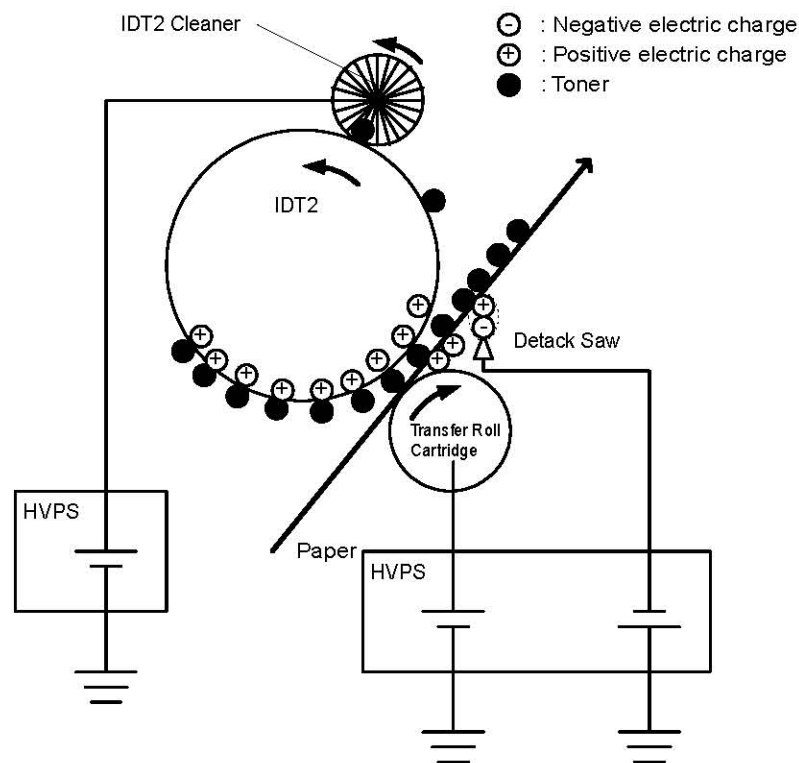 IDT2 Cleaner
- : Negative electric charge
+ : Positive electric charge
: Toner
IDT2
+
+
+
+
+
+
+
+
+
+
-
+
+
Detack Saw
Transfer Roll
Cartridge
HVPS
Paper
HVPS